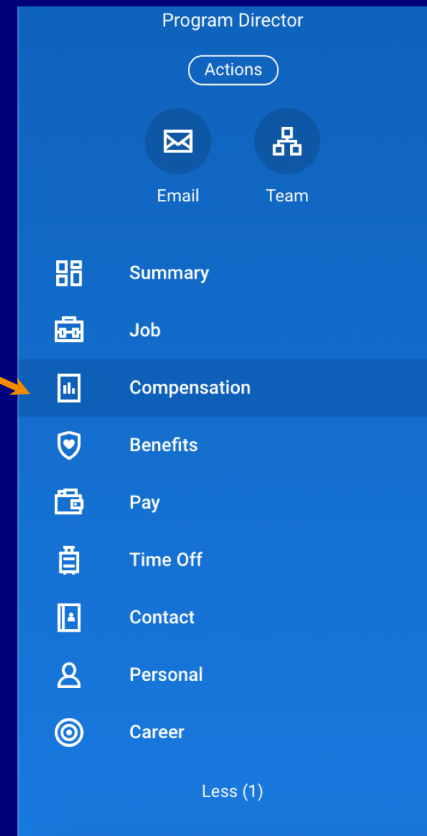 Program Director
Actions
Email Team
Summary
Job
Compensation
Benefits
Pay
Time Off
Contact
Personal
Career
Less (1)